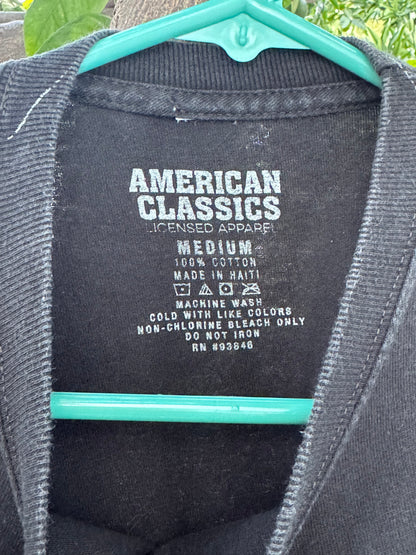 AMERICAN
CLASSICS
LICENSED APPAREL
MEDIUM
100% COTTON
MADE IN HAITI
MACHINE WASH
COLD WITH LIKE COLORS
NON-CHLORINE BLEACH ONLY
DO NOT IRON
RN #93846